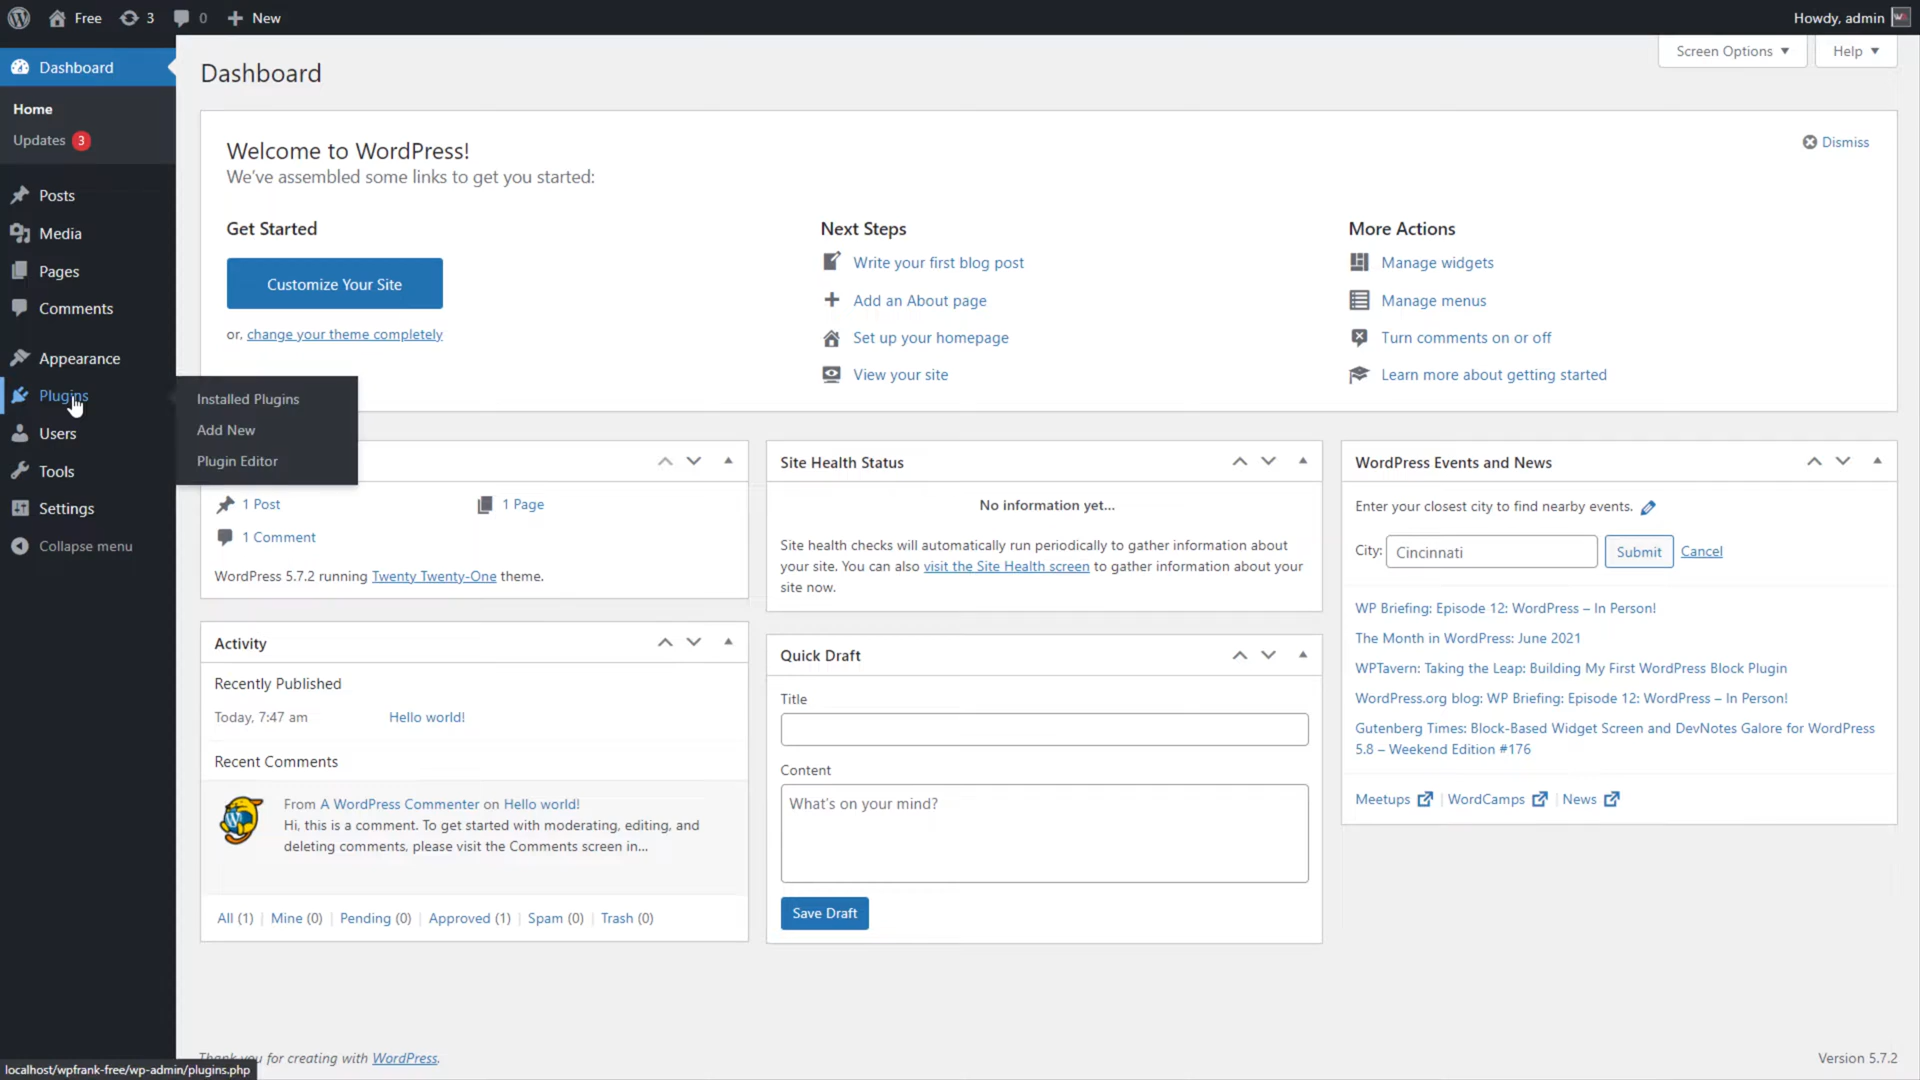 Free
3
0
New
Howdy, admin
Screen Options
Help
Dashboard
Home
Updates 3
Posts
Media
Pages
Comments
Appearance
Plugins
Users
Tools
Settings
Collapse menu
Installed Plugins
Add New
Plugin Editor
Dashboard
Welcome to WordPress!
We've assembled some links to get you started:
Dismiss
Get Started
Customize Your Site
or, change your theme completely
Next Steps
Write your first blog post
Add an About page
Set up your homepage
View your site
More Actions
Manage widgets
Manage menus
Turn comments on or off
Learn more about getting started
1 Post
1 Page
1 Comment
WordPress 5.7.2 running Twenty Twenty-One theme.
Activity
Recently Published
Today, 7:47 am
Hello world!
Recent Comments
From A WordPress Commenter on Hello world!
Hi, this is a comment. To get started with moderating, editing, and
deleting comments, please visit the Comments screen in...
All (1) | Mine (0) | Pending (0) | Approved (1) | Spam (0) | Trash (0)
Site Health Status
No information yet...
Site health checks will automatically run periodically to gather information about
your site. You can also visit the Site Health screen to gather information about your
site now.
Quick Draft
Title
Content
What's on your mind?
Save Draft
WordPress Events and News
Enter your closest city to find nearby events.
City: Cincinnati Submit Cancel
WP Briefing: Episode 12: WordPress – In Person!
The Month in WordPress: June 2021
WPTavern: Taking the Leap: Building My First WordPress Block Plugin
WordPress.org blog: WP Briefing: Episode 12: WordPress – In Person!
Gutenberg Times: Block-Based Widget Screen and DevNotes Galore for WordPress
5.8 – Weekend Edition #176
Meetups | WordCamps | News
Thank you for creating with WordPress.
Version 5.7.2
localhost/wpfrank-free/wp-admin/plugins.php